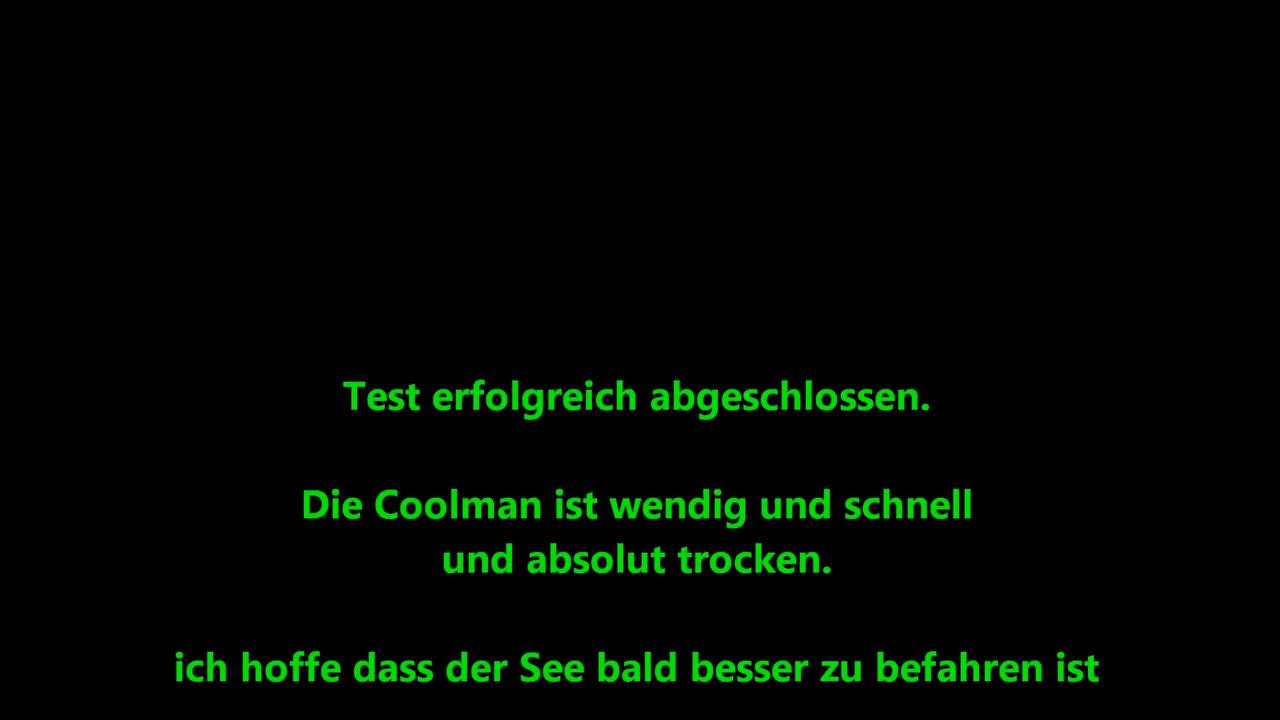 Test erfolgreich abgeschlossen.
Die Coolman ist wendig und schnell
und absolut trocken.
ich hoffe dass der See bald besser zu befahren ist